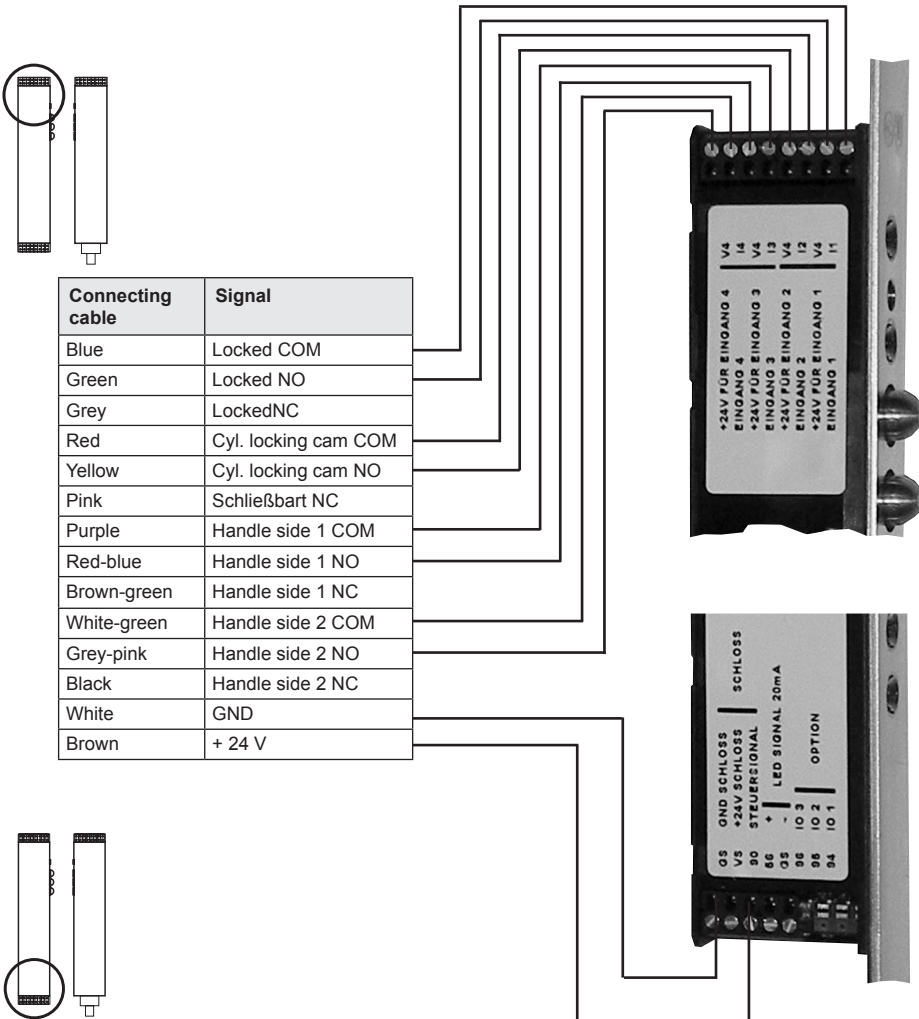 Connecting cable Signal
Blue Locked COM
Green Locked NO
Grey LockedNC
Red Cyl. locking cam COM
Yellow Cyl. locking cam NO
Pink Schließbart NC
Purple Handle side 1 COM
Red-blue Handle side 1 NO
Brown-green Handle side 1 NC
White-green Handle side 2 COM
Grey-pink Handle side 2 NO
Black Handle side 2 NC
White GND
Brown + 24 V
+24V FÜR EINGANG 4 V4
EINGANG 4 I4
+24V FÜR EINGANG 3 V4
EINGANG 3 I3
+24V FÜR EINGANG 2 V4
EINGANG 2 I2
+24V FÜR EINGANG 1 V4
EINGANG 1 I1
GS GND SCHLOSS
VS +24V SCHLOSS SCHLOSS
90 STEUERSIGNAL
56 + LED SIGNAL 20mA
GS -
96 IO 3
95 IO 2 OPTION
94 IO 1